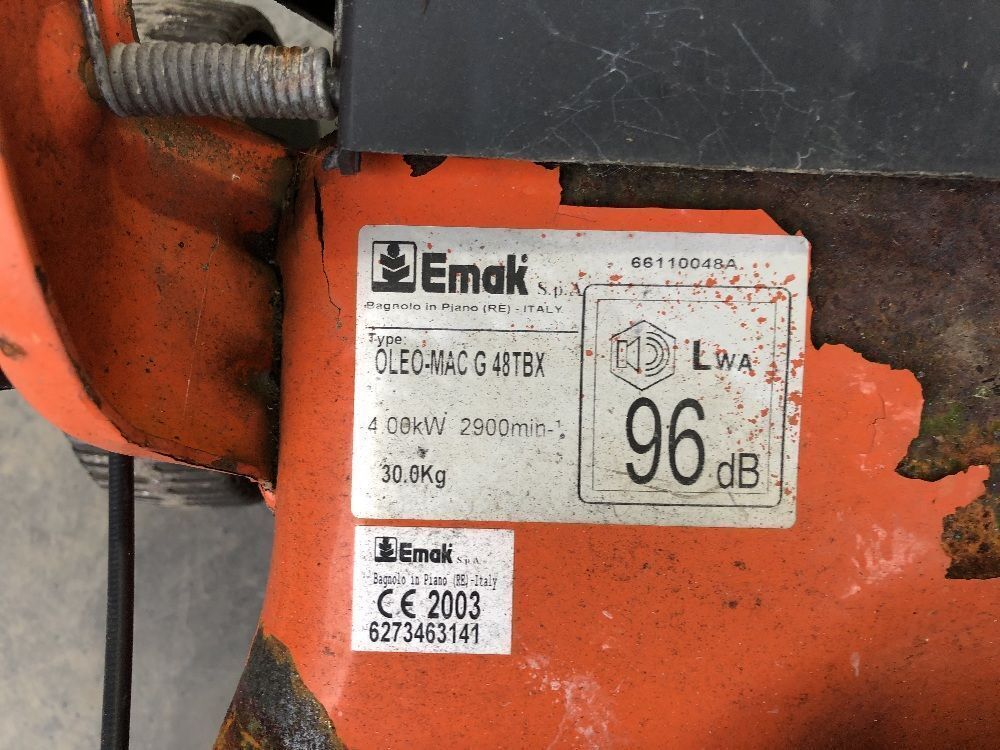 Emak S.p.A
66110048A
Bagnolo in Piano (RE) - ITALY
Type:
OLEO-MAC G 48TBX
4.00kW 2900min-¹
30.0Kg
LWA
96 dB
Emak S.p.A.
Bagnolo in Piano (RE)-Italy
CE 2003
6273463141